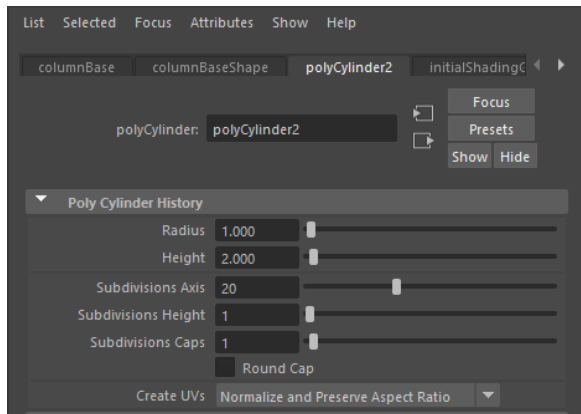 List Selected Focus Attributes Show Help
columnBase columnBaseShape polyCylinder2 initialShadingG
Focus
polyCylinder: polyCylinder2 Presets
Show Hide
Poly Cylinder History
Radius 1.000
Height 2.000
Subdivisions Axis 20
Subdivisions Height 1
Subdivisions Caps 1
Round Cap
Create UVs Normalize and Preserve Aspect Ratio